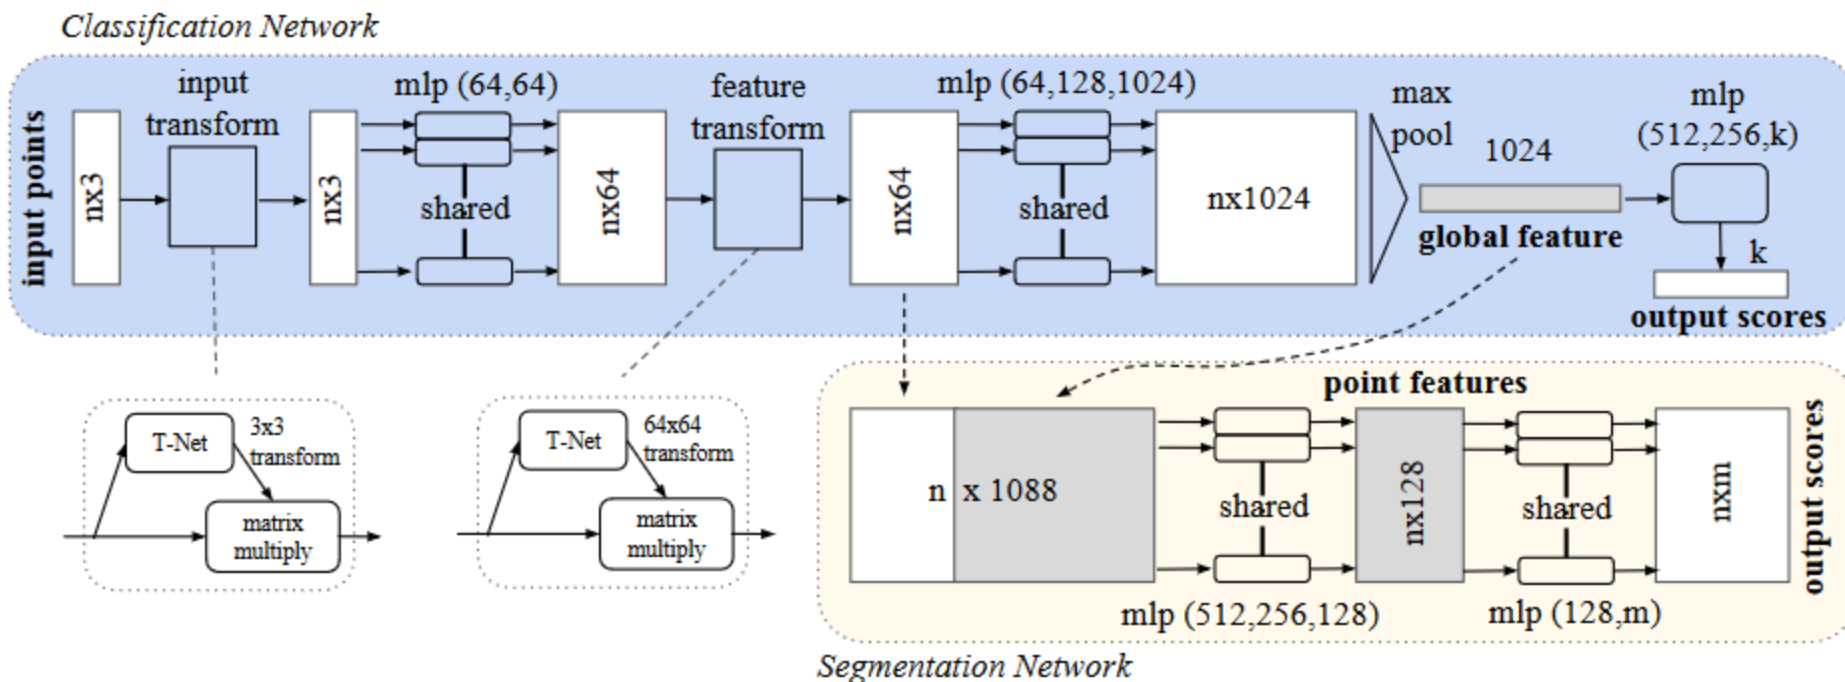 Classification Network
input points
nx3
input
transform
nx3
mlp (64,64)
shared
nx64
feature
transform
nx64
mlp (64,128,1024)
shared
nx1024
max
pool
1024
global feature
mlp
(512,256,k)
k
output scores
T-Net
3x3
transform
matrix
multiply
T-Net
64x64
transform
matrix
multiply
point features
n x 1088
shared
mlp (512,256,128)
nx128
shared
mlp (128,m)
nxm
output scores
Segmentation Network